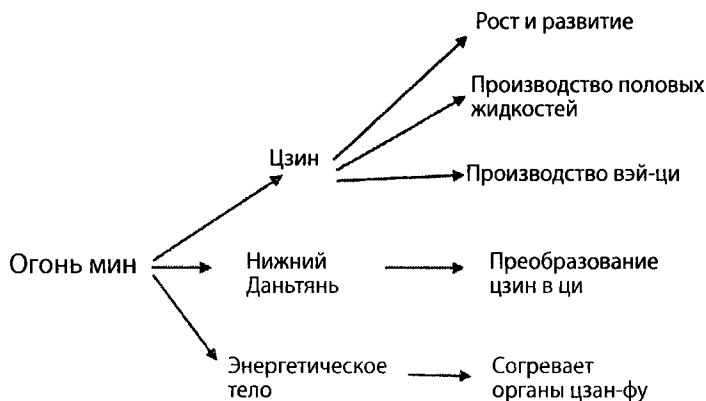 Рост и развитие
Производство половых
жидкостей
Цзин
Производство вэй-ци
Огонь мин
Нижний
Даньтянь
Преобразование
цзин в ци
Энергетическое
тело
Согревает
органы цзан-фу